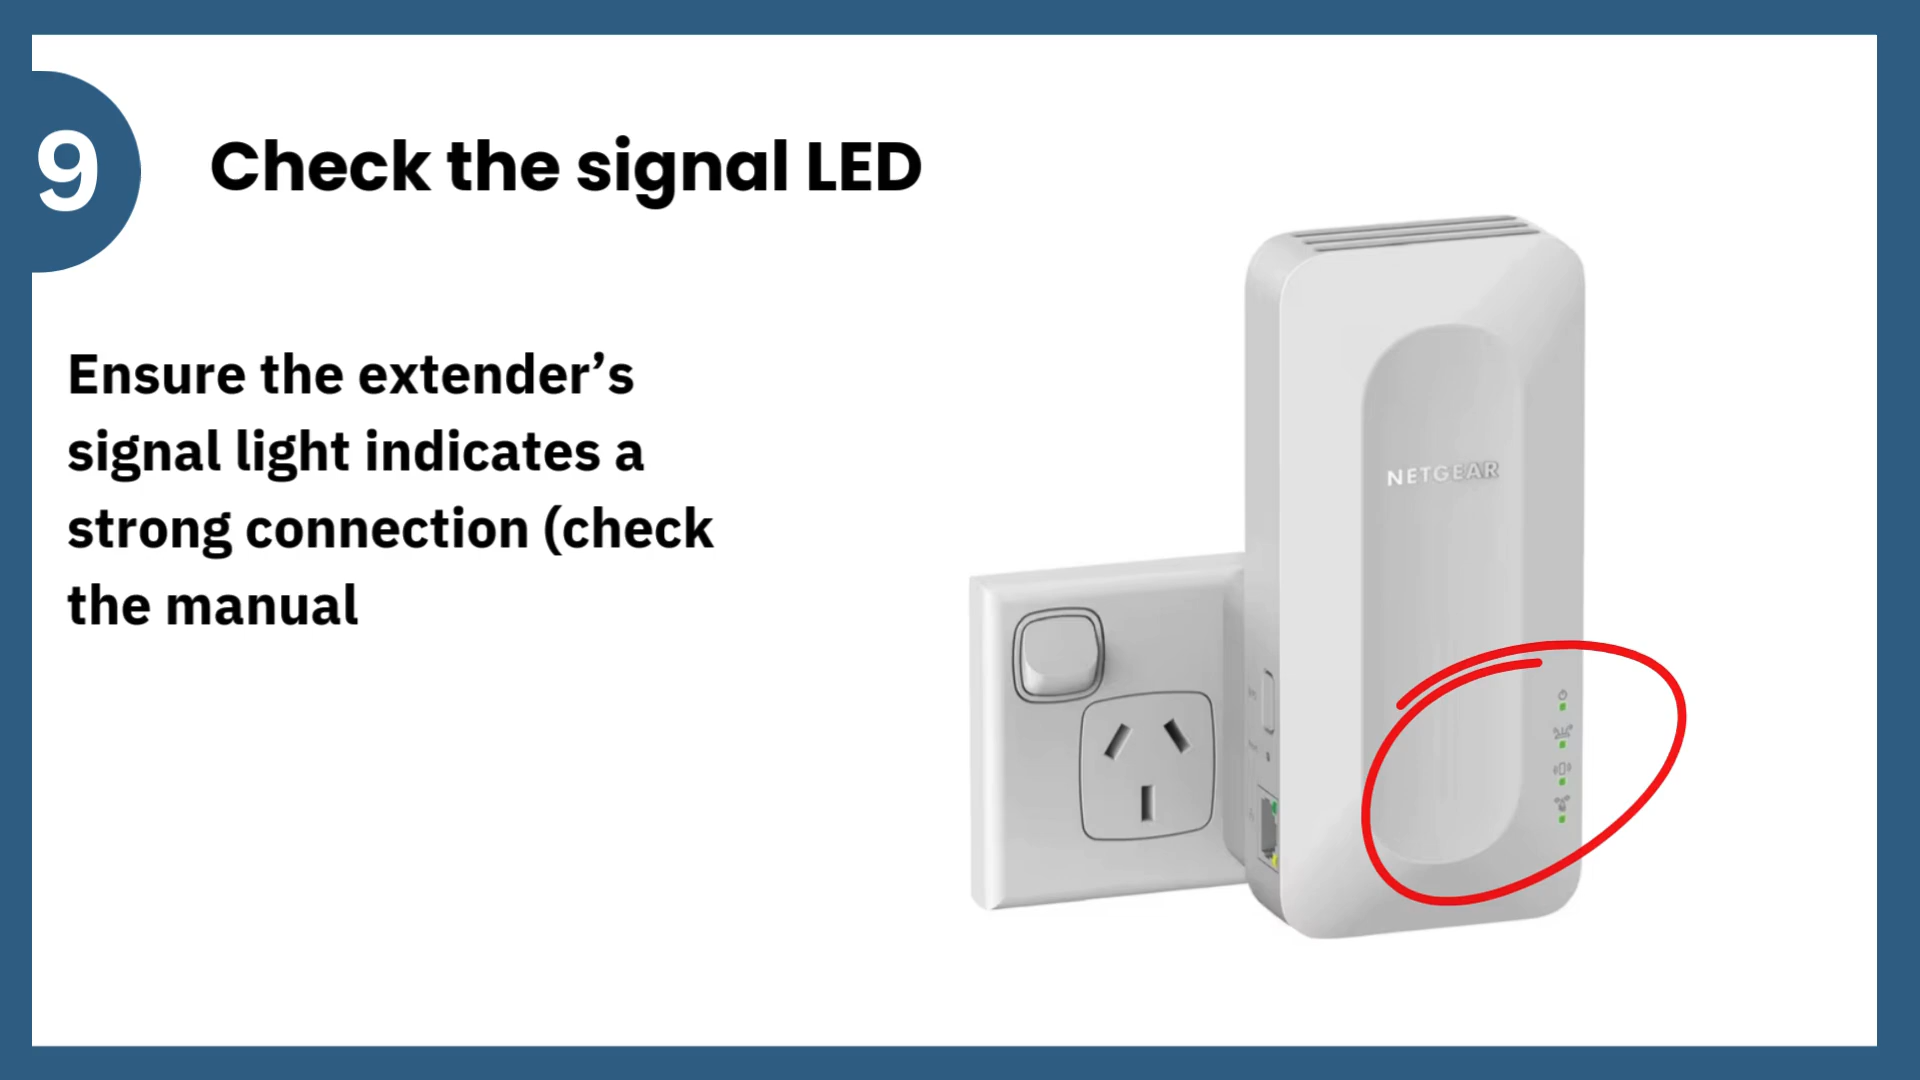 9
Check the signal LED
Ensure the extender’s
signal light indicates a
strong connection (check
the manual
NETGEAR